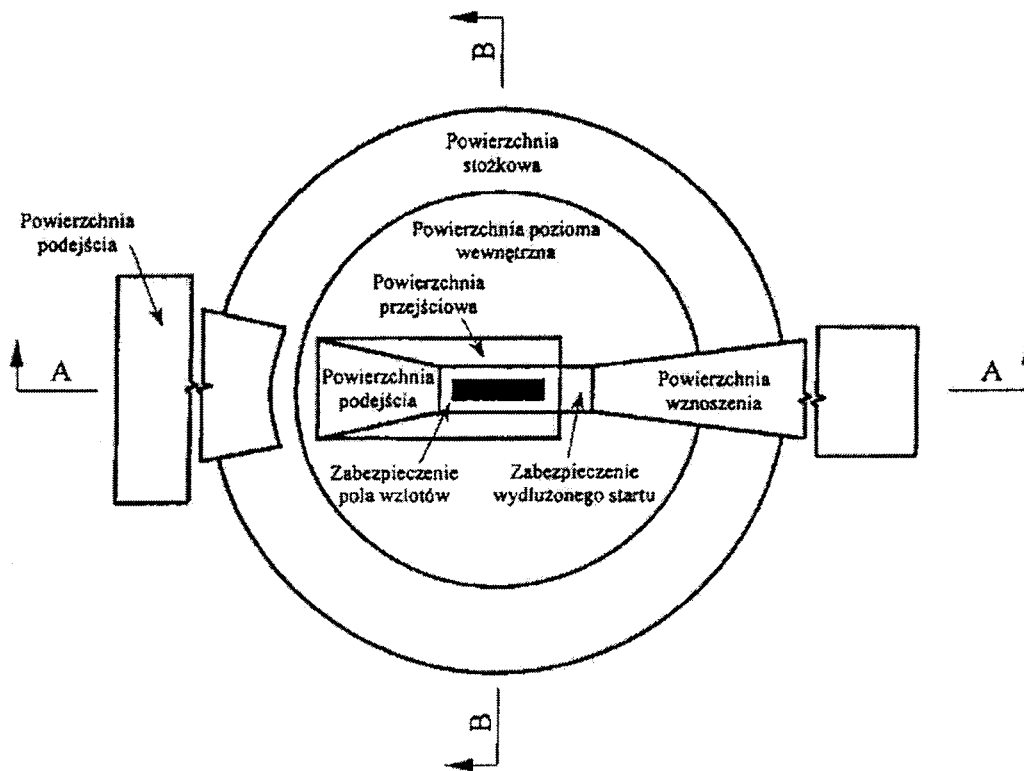 B
Powierzchnia
stożkowa
Powierzchnia
podejścia
Powierzchnia pozioma
wewnętrzna
Powierzchnia
przejściowa
A
A
Powierzchnia
podejścia
Powierzchnia
wznoszenia
Zabezpieczenie
pola wzlotów
Zabezpieczenie
wydłużonego startu
B